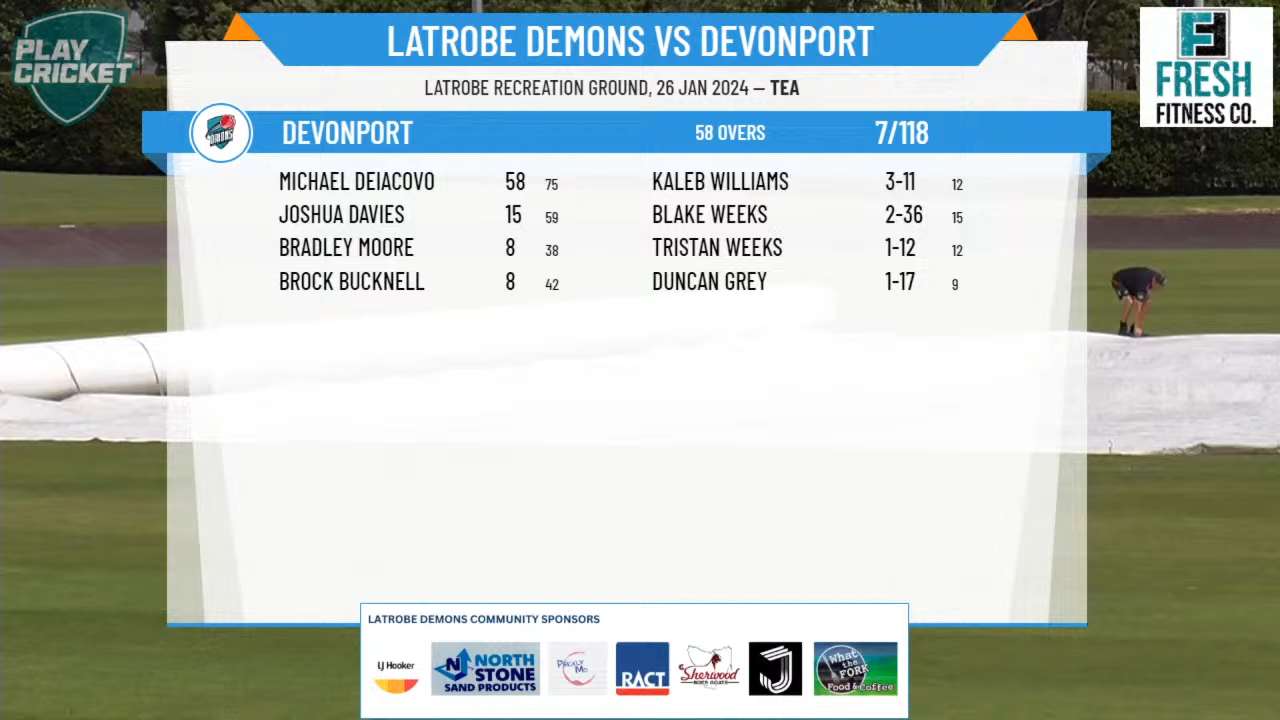 PLAY
CRICKET
LATROBE DEMONS VS DEVONPORT
FRESH
FITNESS CO.
LATROBE RECREATION GROUND, 26 JAN 2024 – TEA
DEMONS
DEVONPORT 58 OVERS 7/118
MICHAEL DEIACOVO 58 75 KALEB WILLIAMS 3-11 12
JOSHUA DAVIES 15 59 BLAKE WEEKS 2-36 15
BRADLEY MOORE 8 38 TRISTAN WEEKS 1-12 12
BROCK BUCKNELL 8 42 DUNCAN GREY 1-17 9
LATROBE DEMONS COMMUNITY SPONSORS
LJ Hooker
NORTH
STONE
SAND PRODUCTS
RACT
Sherwood
BOER GOATS
What
the
FORK
Food & Coffee